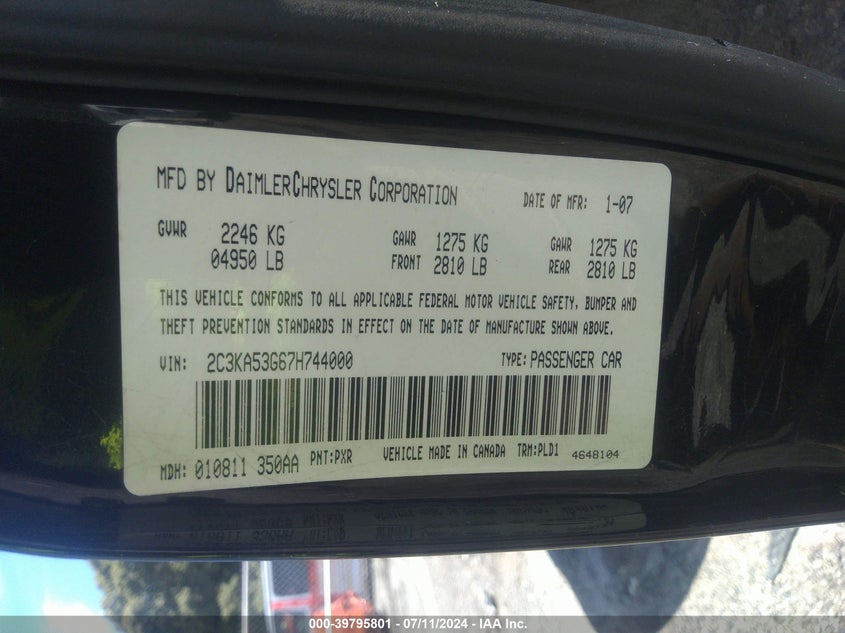 MFD BY DAIMLERCHRYSLER CORPORATION DATE OF MFR: 1-07
GVWR 2246 KG GAWR 1275 KG GAWR 1275 KG
04950 LB FRONT 2810 LB REAR 2810 LB
THIS VEHICLE CONFORMS TO ALL APPLICABLE FEDERAL MOTOR VEHICLE SAFETY, BUMPER AND
THEFT PREVENTION STANDARDS IN EFFECT ON THE DATE OF MANUFACTURE SHOWN ABOVE.
VIN: 2C3KA53G67H744000 TYPE: PASSENGER CAR
MDH: 010811 350AA PNT:PXR VEHICLE MADE IN CANADA TRM:PLD1 4648104
000-39795801 - 07/11/2024 - IAA Inc.